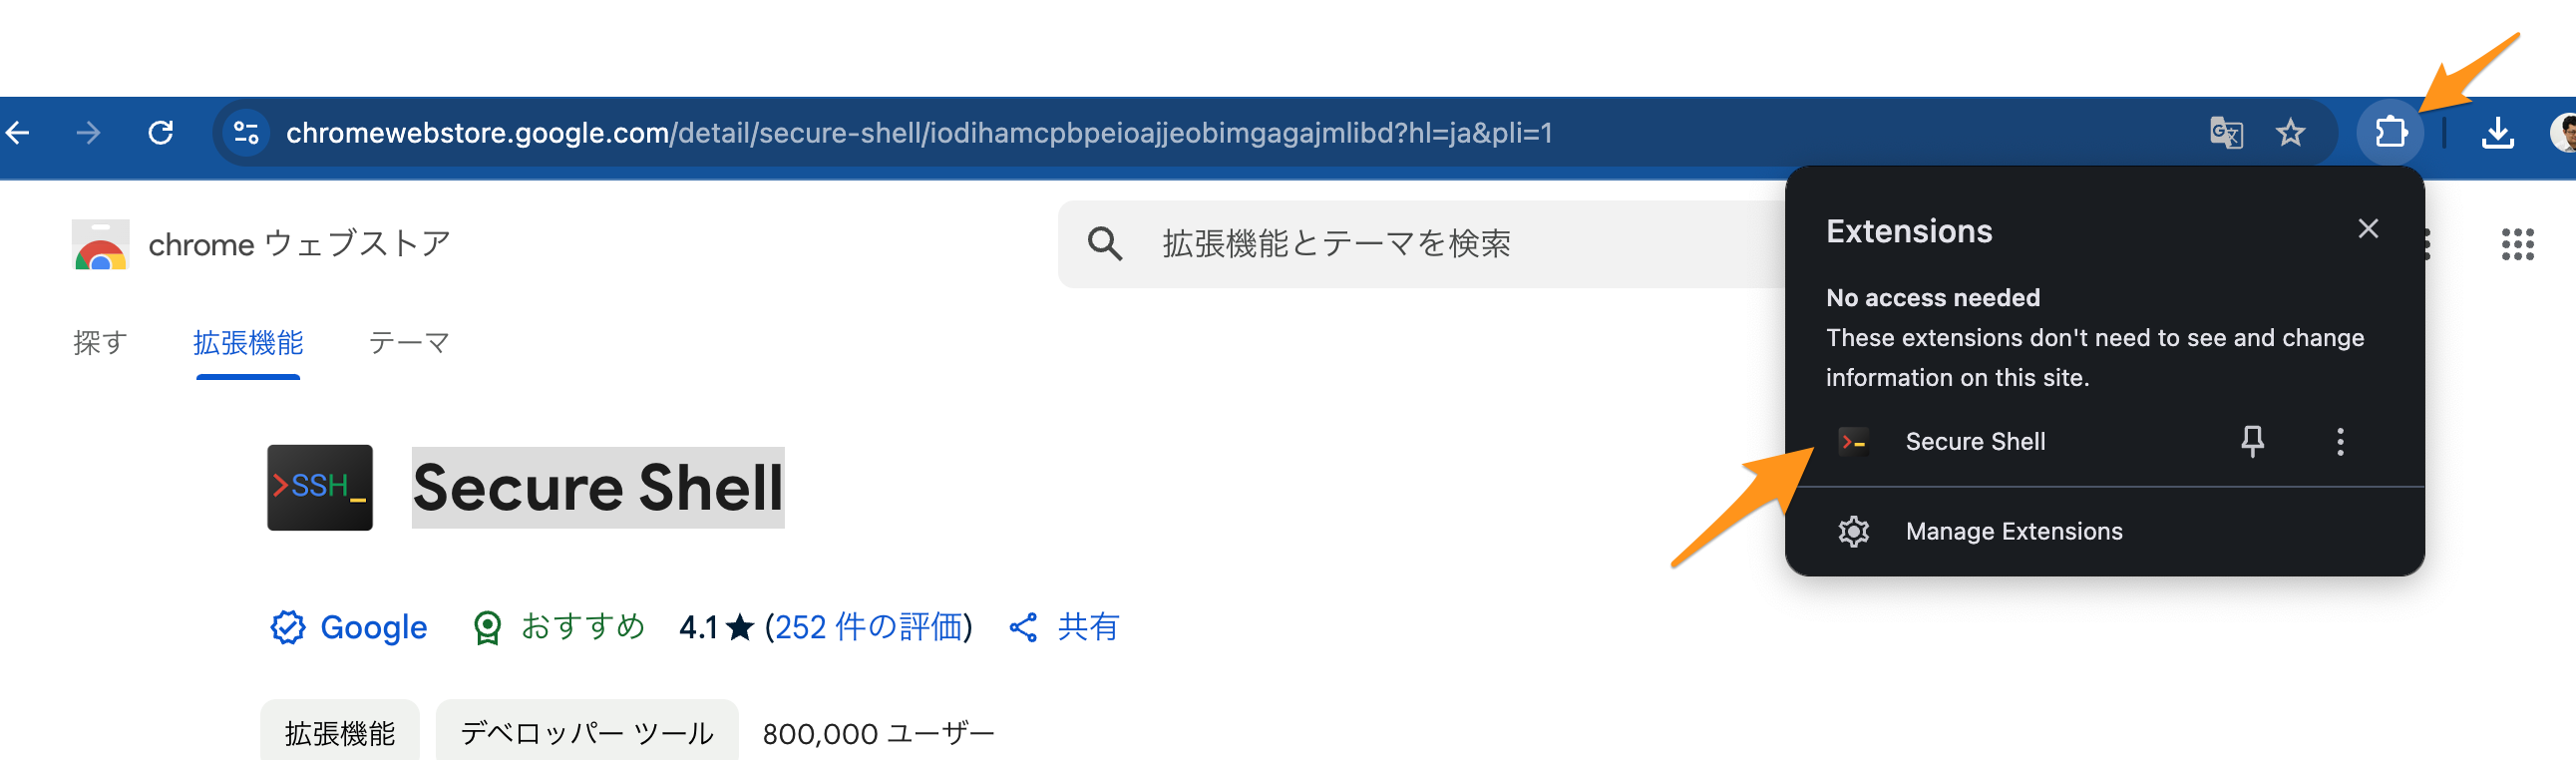 chromewebstore.google.com/detail/secure-shell/iodihamcpbpeioajjeobimgagajmlibd?hl=ja&pli=1
chrome ウェブストア
拡張機能とテーマを検索
探す 拡張機能 テーマ
>SSH_
Secure Shell
Google おすすめ 4.1★ (252 件の評価) 共有
拡張機能 デベロッパー ツール 800,000 ユーザー
Extensions
No access needed
These extensions don't need to see and change
information on this site.
Secure Shell
Manage Extensions